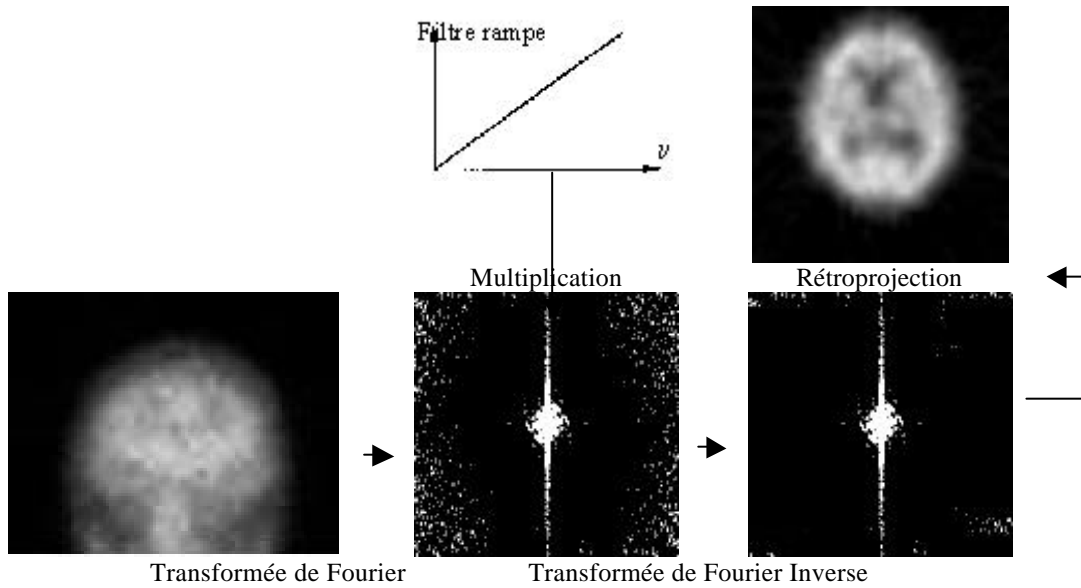 Filtre rampe
ν
Multiplication
Rétroprojection
Transformée de Fourier
Transformée de Fourier Inverse